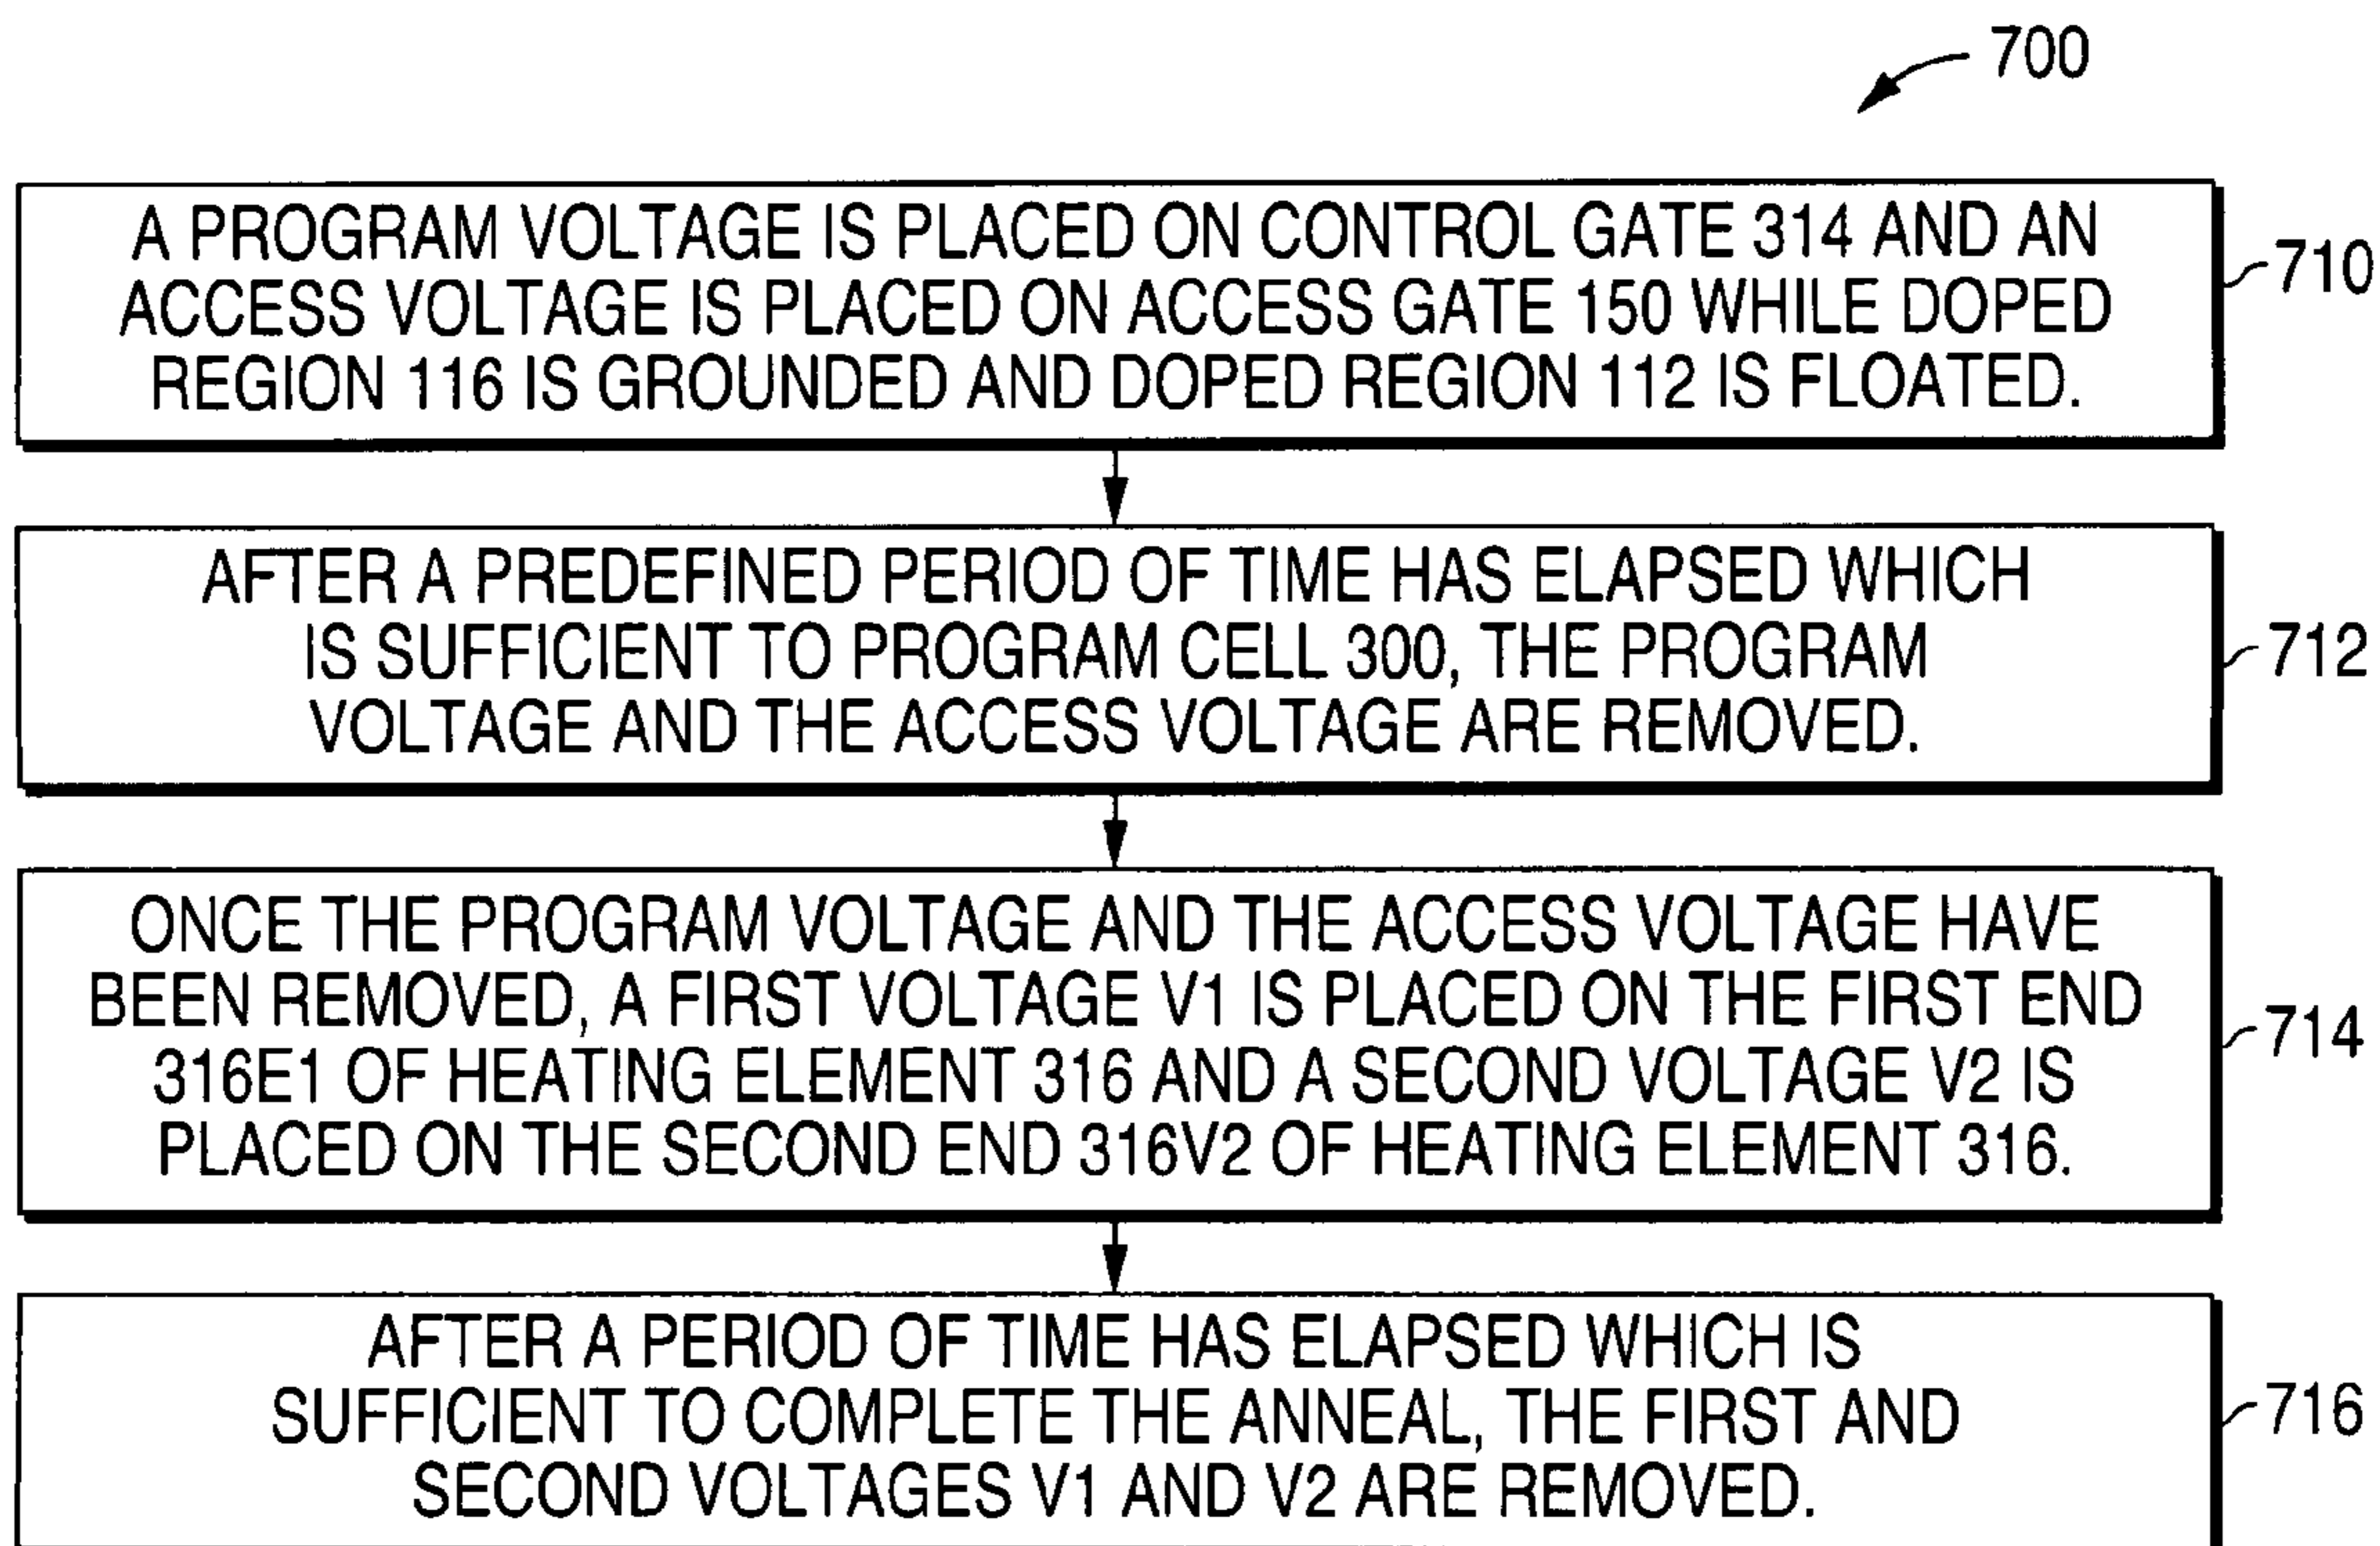 700
A PROGRAM VOLTAGE IS PLACED ON CONTROL GATE 314 AND AN
ACCESS VOLTAGE IS PLACED ON ACCESS GATE 150 WHILE DOPED
REGION 116 IS GROUNDED AND DOPED REGION 112 IS FLOATED.
710
AFTER A PREDEFINED PERIOD OF TIME HAS ELAPSED WHICH
IS SUFFICIENT TO PROGRAM CELL 300, THE PROGRAM
VOLTAGE AND THE ACCESS VOLTAGE ARE REMOVED.
712
ONCE THE PROGRAM VOLTAGE AND THE ACCESS VOLTAGE HAVE
BEEN REMOVED, A FIRST VOLTAGE V1 IS PLACED ON THE FIRST END
316E1 OF HEATING ELEMENT 316 AND A SECOND VOLTAGE V2 IS
PLACED ON THE SECOND END 316V2 OF HEATING ELEMENT 316.
714
AFTER A PERIOD OF TIME HAS ELAPSED WHICH IS
SUFFICIENT TO COMPLETE THE ANNEAL, THE FIRST AND
SECOND VOLTAGES V1 AND V2 ARE REMOVED.
716